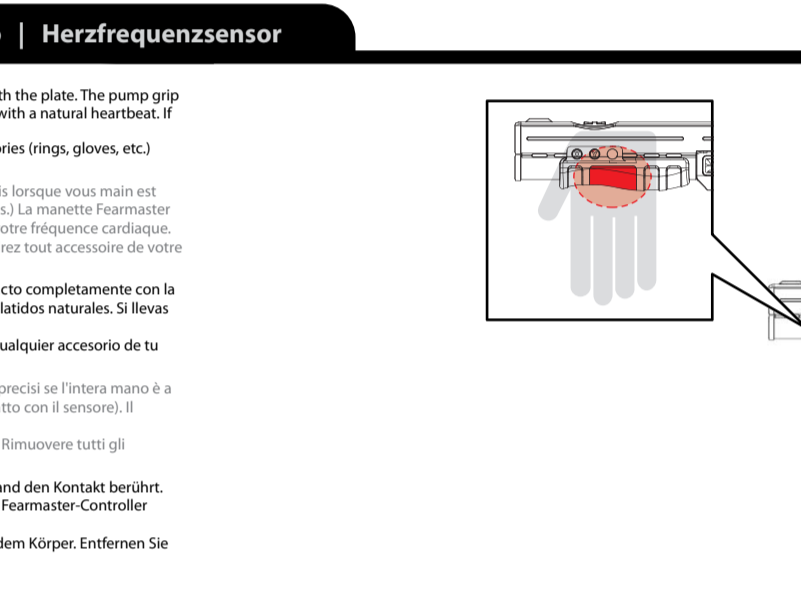 | Herzfrequenzsensor
th the plate. The pump grip
with a natural heartbeat. If
ries (rings, gloves, etc.)
is lorsque vous main est
s.) La manette Fearmaster
otre fréquence cardiaque.
rez tout accessoire de votre
cto completamente con la
latidos naturales. Si llevas
ualquier accesorio de tu
precisi se l'intera mano è a
tto con il sensore). Il
Rimuovere tutti gli
and den Kontakt berührt.
Fearmaster-Controller
dem Körper. Entfernen Sie